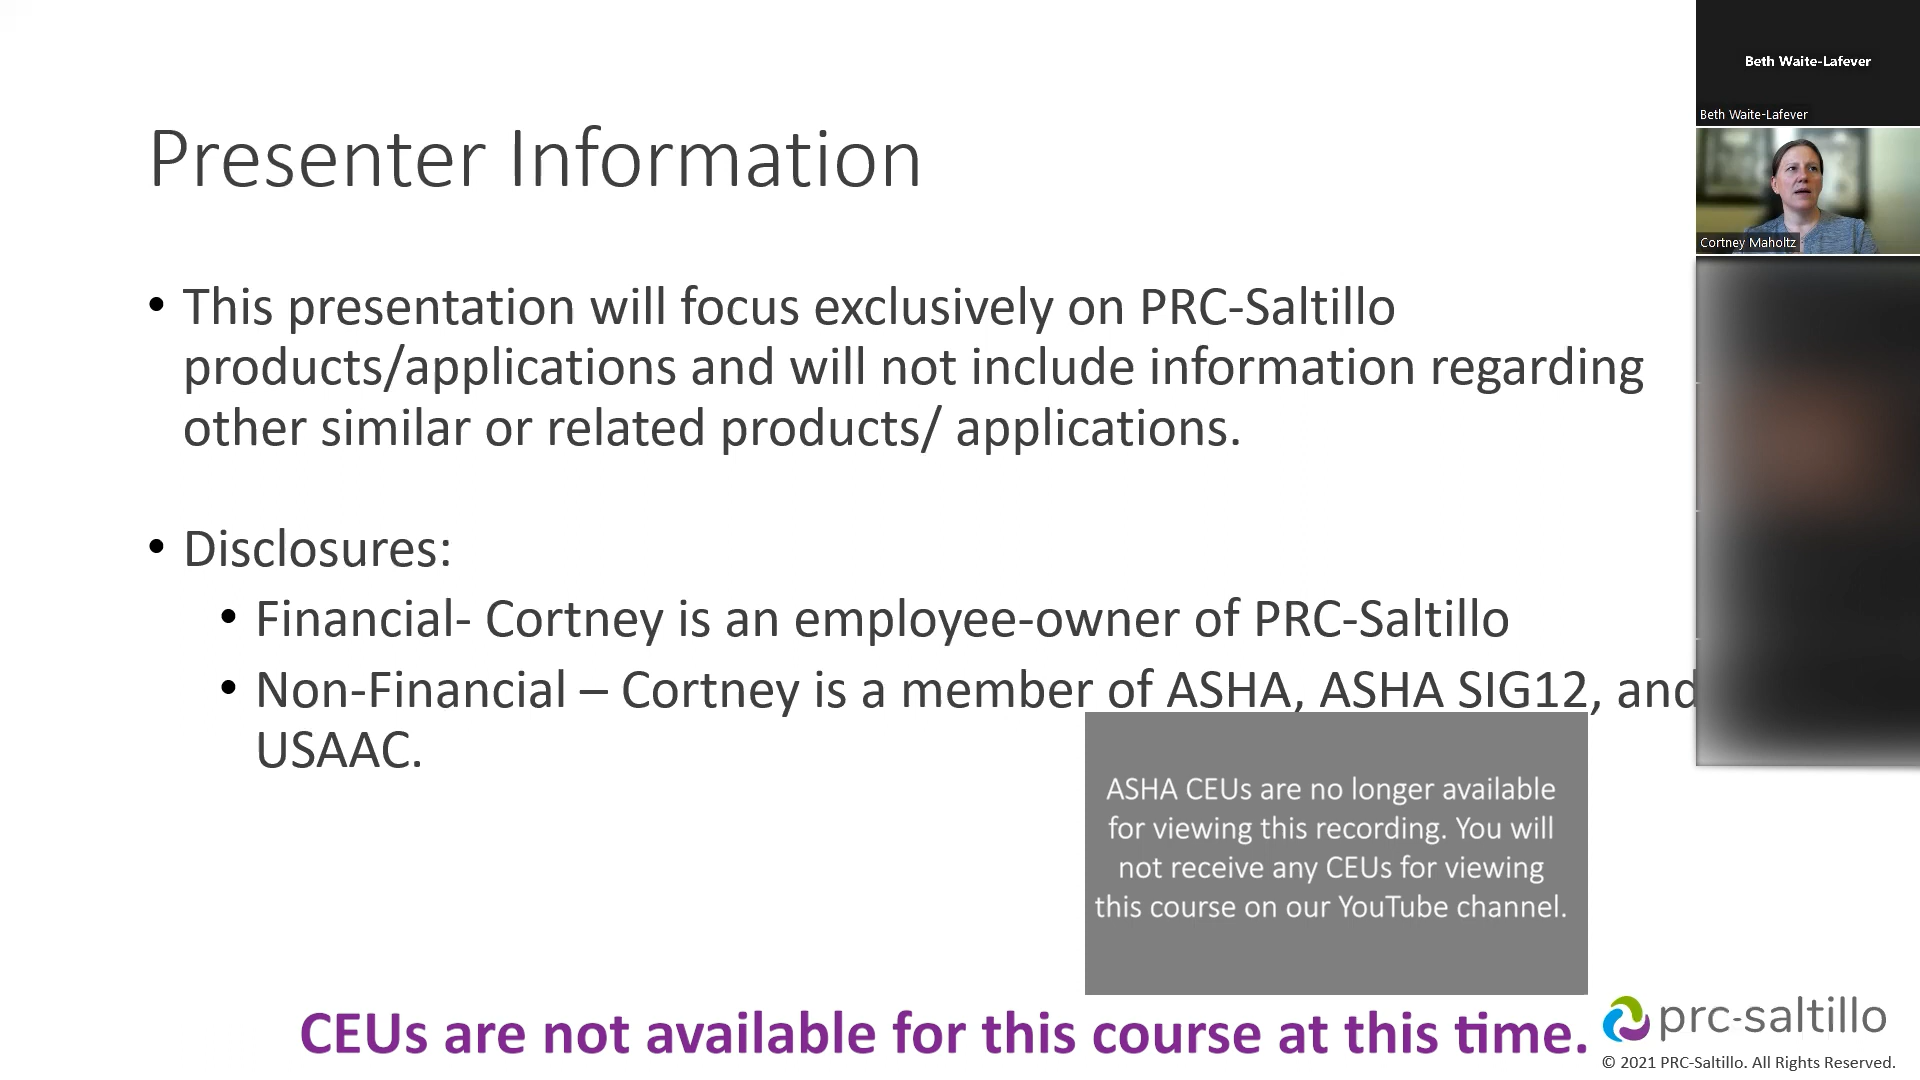 Presenter Information
• This presentation will focus exclusively on PRC-Saltillo
products/applications and will not include information regarding
other similar or related products/ applications.
• Disclosures:
• Financial- Cortney is an employee-owner of PRC-Saltillo
• Non-Financial – Cortney is a member of ASHA, ASHA SIG12, and
USAAC.
ASHA CEUs are no longer available
for viewing this recording. You will
not receive any CEUs for viewing
this course on our YouTube channel.
CEUs are not available for this course at this time.
prc-saltillo
© 2021 PRC-Saltillo. All Rights Reserved.
Beth Waite-Lafever
Beth Waite-Lafever
Cortney Maholtz